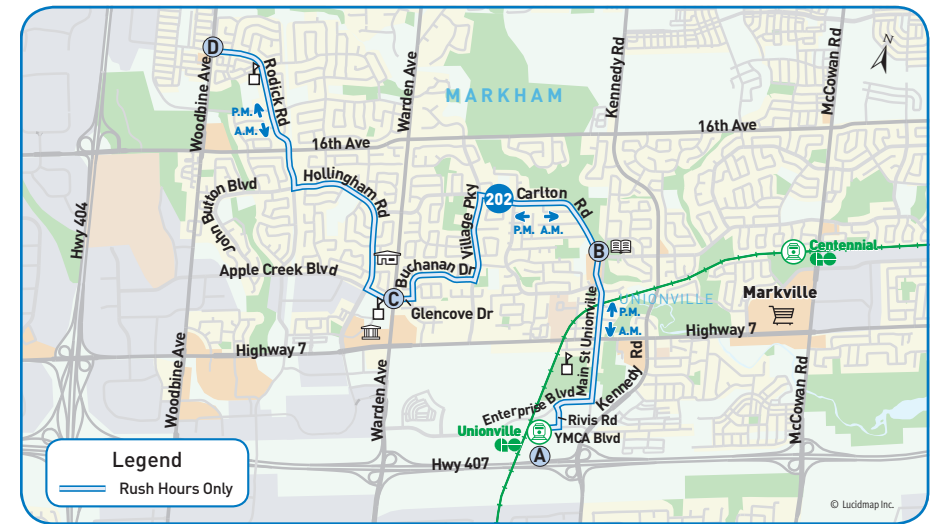 D
N
Woodbine Ave
Rodick Rd
Warden Ave
Kennedy Rd
McCowan Rd
MARKHAM
P.M.
A.M.
16th Ave
16th Ave
Hwy 404
John Button Blvd
Hollingham Rd
Village Pky
202
Carlton Rd
P.M. A.M.
B
Centennial
Apple Creek Blvd
Buchanan Dr
C
Glencove Dr
UNIONVILLE
Markville
P.M.
A.M.
Main St Unionville
Highway 7
Highway 7
Woodbine Ave
Warden Ave
Kennedy Rd
McCowan Rd
Enterprise Blvd
Rivis Rd
Unionville
YMCA Blvd
A
Hwy 407
Legend
Rush Hours Only
© Lucidmap Inc.